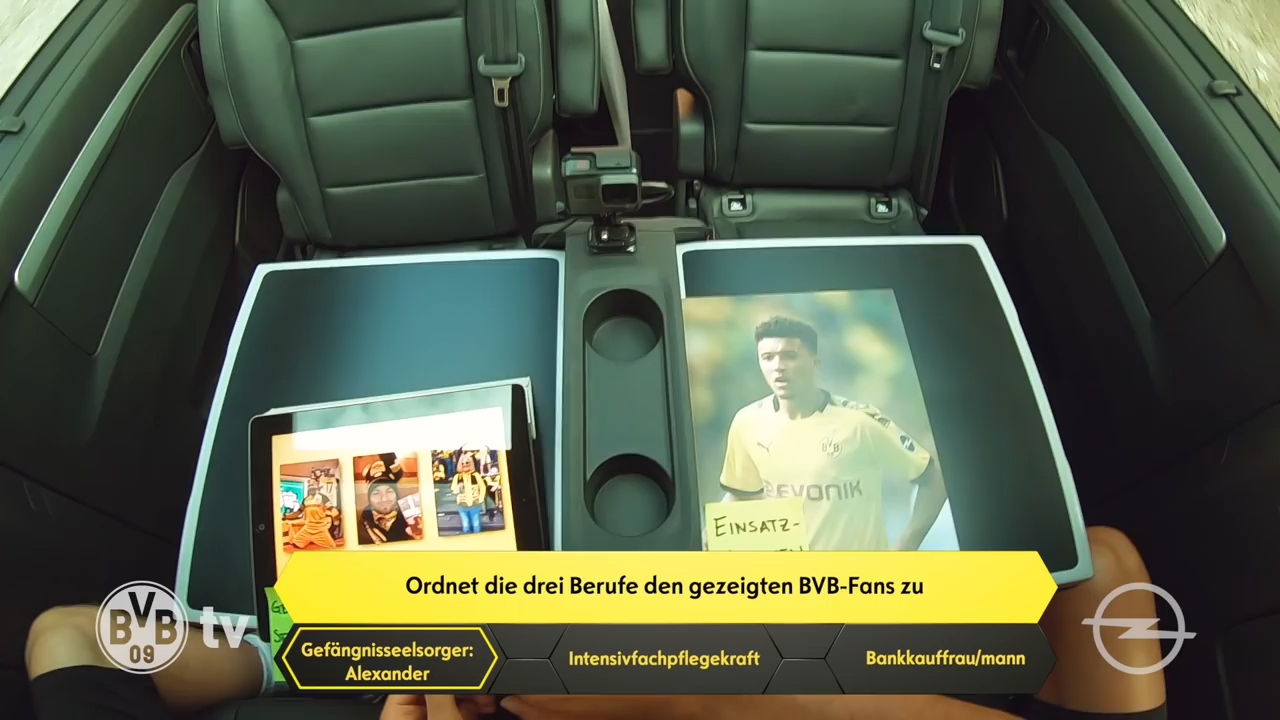 BVB
EVONIK
EINSATZ-
Ordnet die drei Berufe den gezeigten BVB-Fans zu
BVB
09
tv
Gefängnisseelsorger:
Alexander
Intensivfachpflegekraft
Bankkauffrau/mann